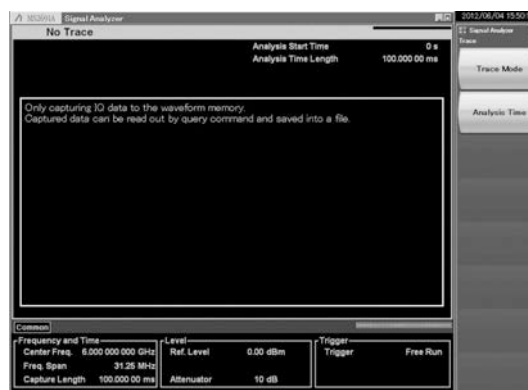 MS269xA Signal Analyzer
2012/06/04 15:50:
No Trace
Signal Analyzer
Trace
Analysis Start Time 0 s
Analysis Time Length 100.000 00 ms
Trace Mode
Analysis Time
Only capturing IQ data to the waveform memory.
Captured data can be read out by query command and saved into a file.
Common
Frequency and Time
Center Freq. 6.000 000 000 GHz
Freq. Span 31.25 MHz
Capture Length 100.000 00 ms
Level
Ref. Level 0.00 dBm
Attenuator 10 dB
Trigger
Trigger Free Run